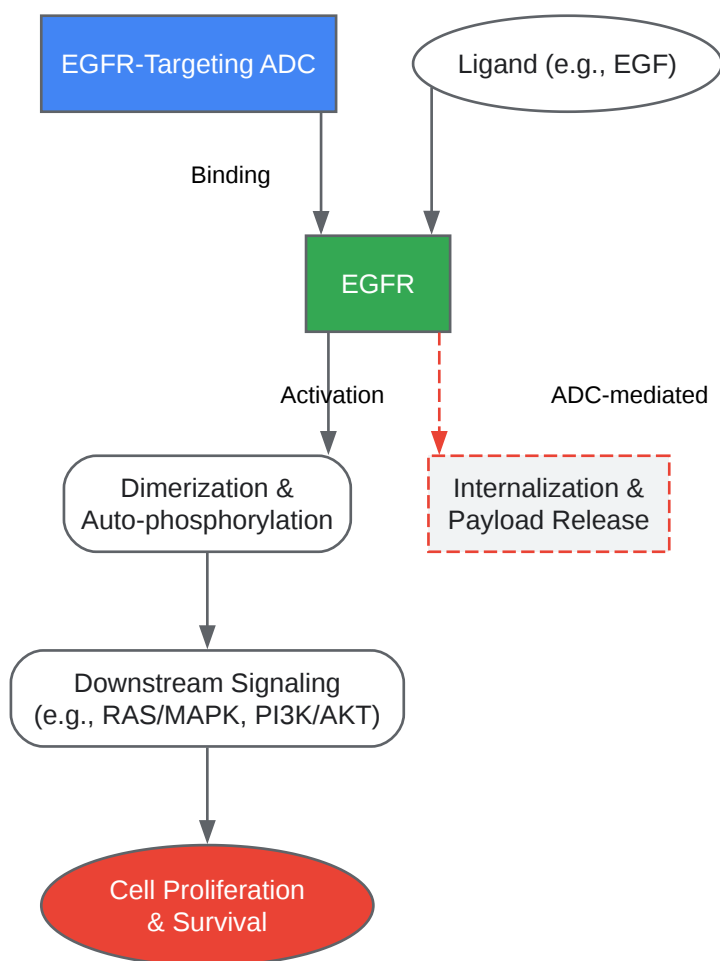 EGFR-Targeting ADC
Ligand (e.g., EGF)
Binding
EGFR
Activation
ADC-mediated
Dimerization &
Auto-phosphorylation
Internalization &
Payload Release
Downstream Signaling
(e.g., RAS/MAPK, PI3K/AKT)
Cell Proliferation
& Survival